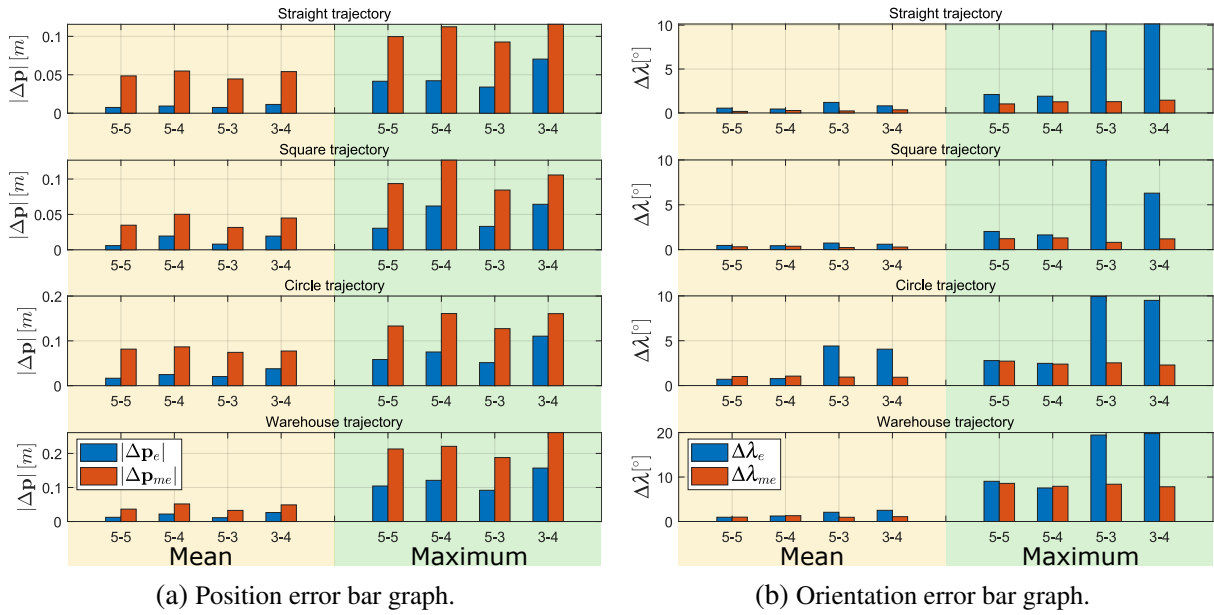 Straight trajectory
|Δp| [m]
0.1
0.05
0
5-5 5-4 5-3 3-4 5-5 5-4 5-3 3-4
Square trajectory
|Δp| [m]
0.1
0.05
0
5-5 5-4 5-3 3-4 5-5 5-4 5-3 3-4
Circle trajectory
|Δp| [m]
0.2
0.1
0
5-5 5-4 5-3 3-4 5-5 5-4 5-3 3-4
Warehouse trajectory
|Δp| [m]
0.2
0.1
0
|Δp_e|
|Δp_me|
5-5 5-4 5-3 3-4 5-5 5-4 5-3 3-4
Mean Maximum
(a) Position error bar graph.
Straight trajectory
Δλ[°]
10
5
0
5-5 5-4 5-3 3-4 5-5 5-4 5-3 3-4
Square trajectory
Δλ[°]
10
5
0
5-5 5-4 5-3 3-4 5-5 5-4 5-3 3-4
Circle trajectory
Δλ[°]
10
5
0
5-5 5-4 5-3 3-4 5-5 5-4 5-3 3-4
Warehouse trajectory
Δλ[°]
20
10
0
Δλ_e
Δλ_me
5-5 5-4 5-3 3-4 5-5 5-4 5-3 3-4
Mean Maximum
(b) Orientation error bar graph.